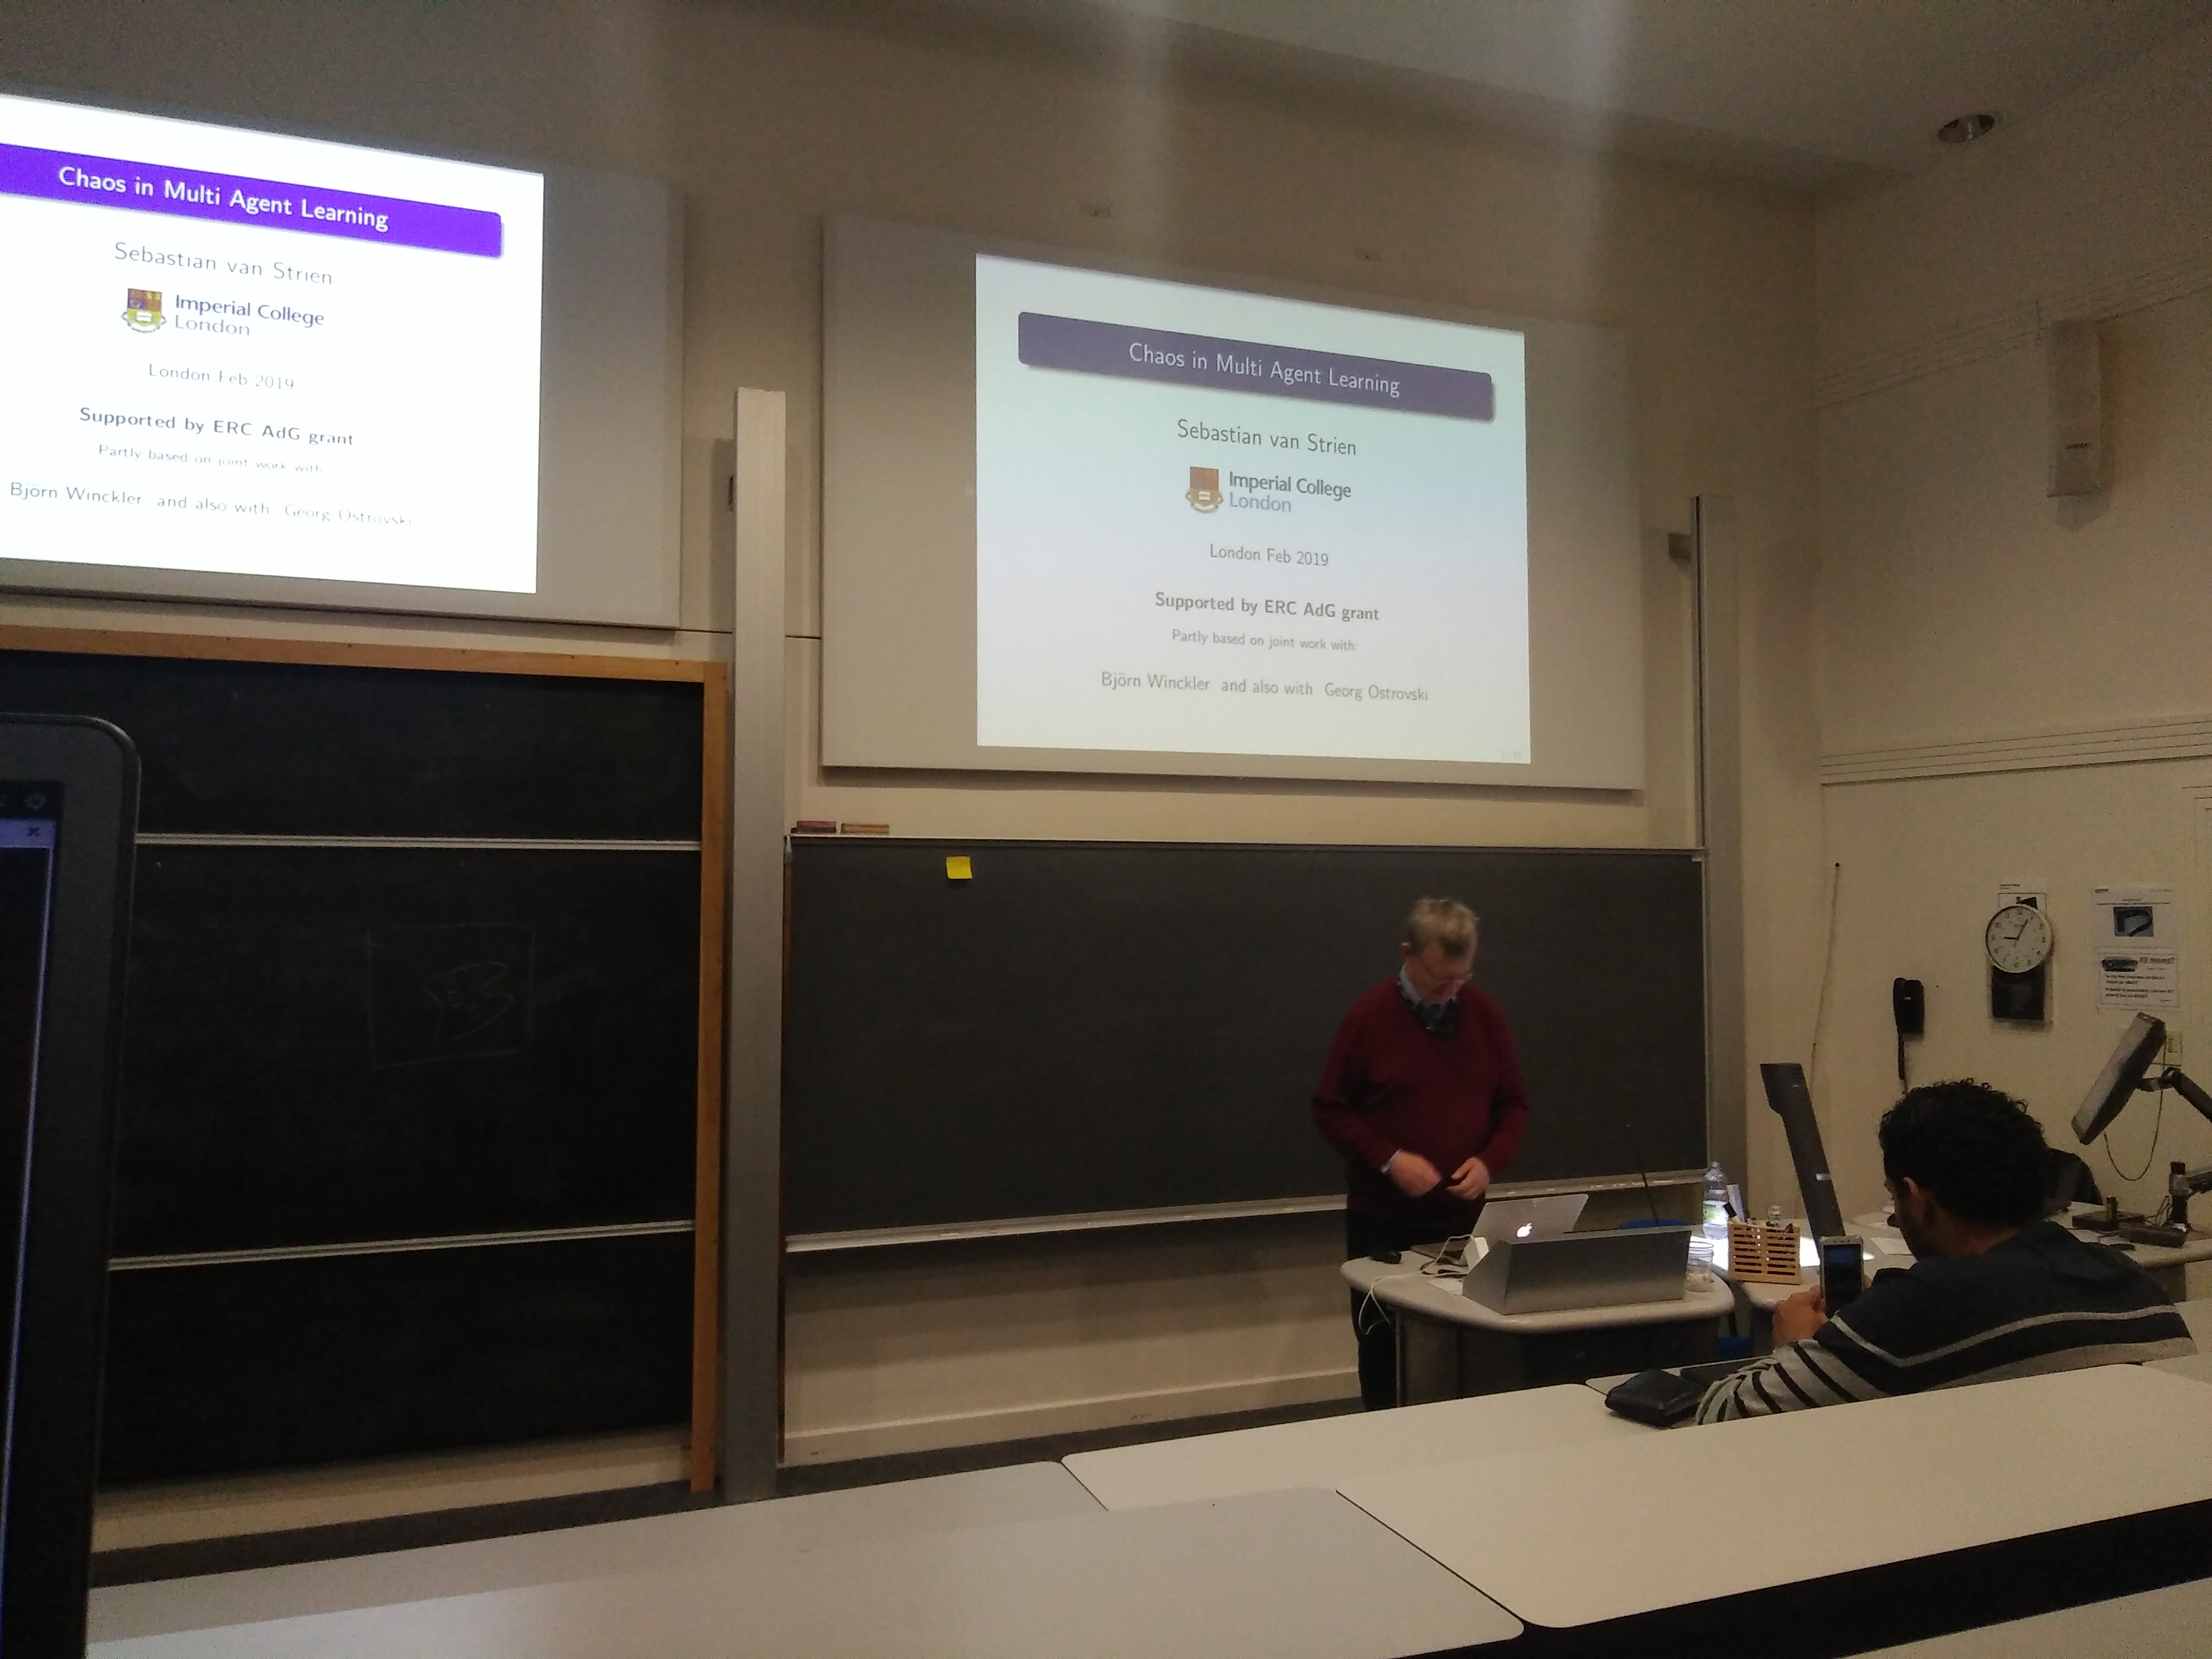 Chaos in Multi Agent Learning
Sebastian van Strien
Imperial College
London
London Feb 2019
Supported by ERC AdG grant
Partly based on joint work with:
Björn Winckler and also with Georg Ostrovski
Chaos in Multi Agent Learning
Sebastian van Strien
Imperial College
London
London Feb 2019
Supported by ERC AdG grant
Partly based on joint work with:
Björn Winckler and also with Georg Ostrovski